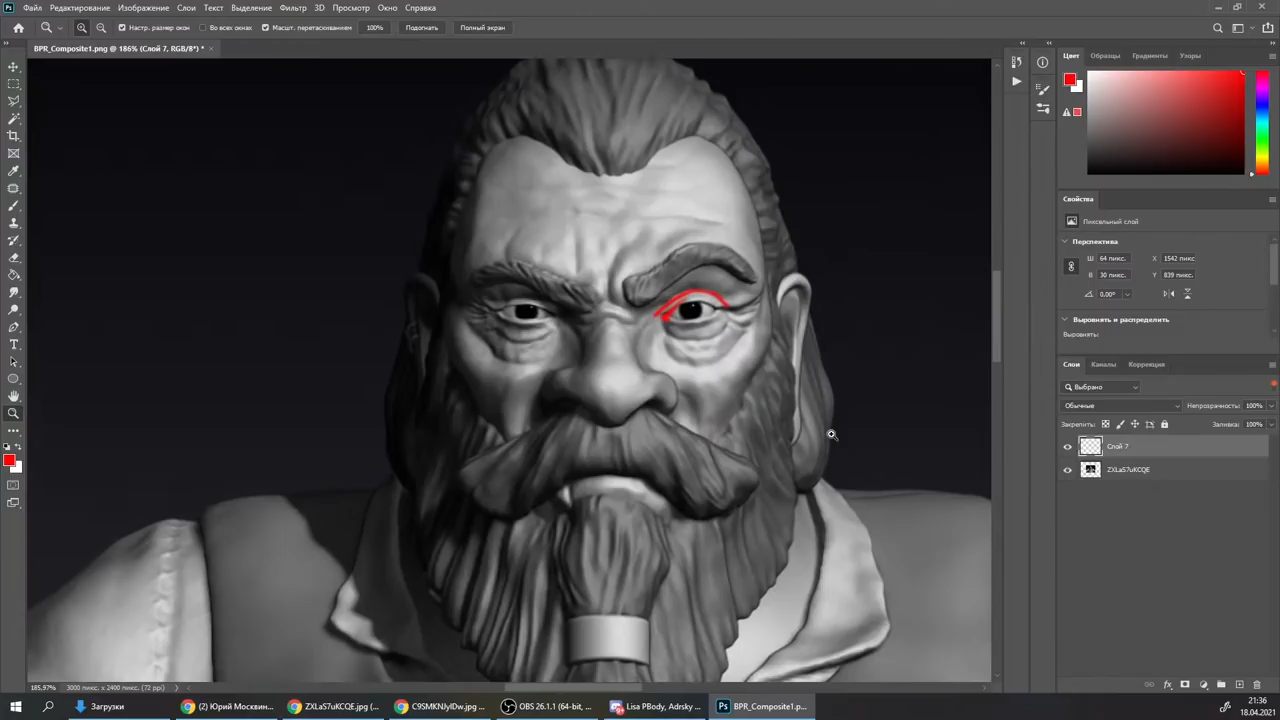 Файл Редактирование Изображение Слои Текст Выделение Фильтр 3D Просмотр Окно Справка
Настр. размер окон Во всех окнах Масшт. перетаскиванием 100% Подогнать Полный экран
BPR_Composite1.png @ 186% (Слой 7, RGB/8*) *
Цвет Образцы Градиенты Узоры
Свойства
Пиксельный слой
Перспектива
Ш 64 пикс. X 1542 пикс
В 30 пикс. Y 839 пикс.
0,00°
Выровнять и распределить
Выровнять:
Слои Каналы Коррекция
Выбрано
Обычные Непрозрачность: 100%
Закрепить: Заливка: 100%
Слой 7
ZXLaS7uKCQE
185,97% 3000 пикс. x 2400 пикс. (72 ppi)
Загрузки (2) Юрий Москвин... ZXLaS7uKCQE.jpg (... C9SMKNJyIDw.jpg ... OBS 26.1.1 (64-bit, ... Lisa PBody, Adrsky ... BPR_Composite1.p...
21:36
18.04.2021